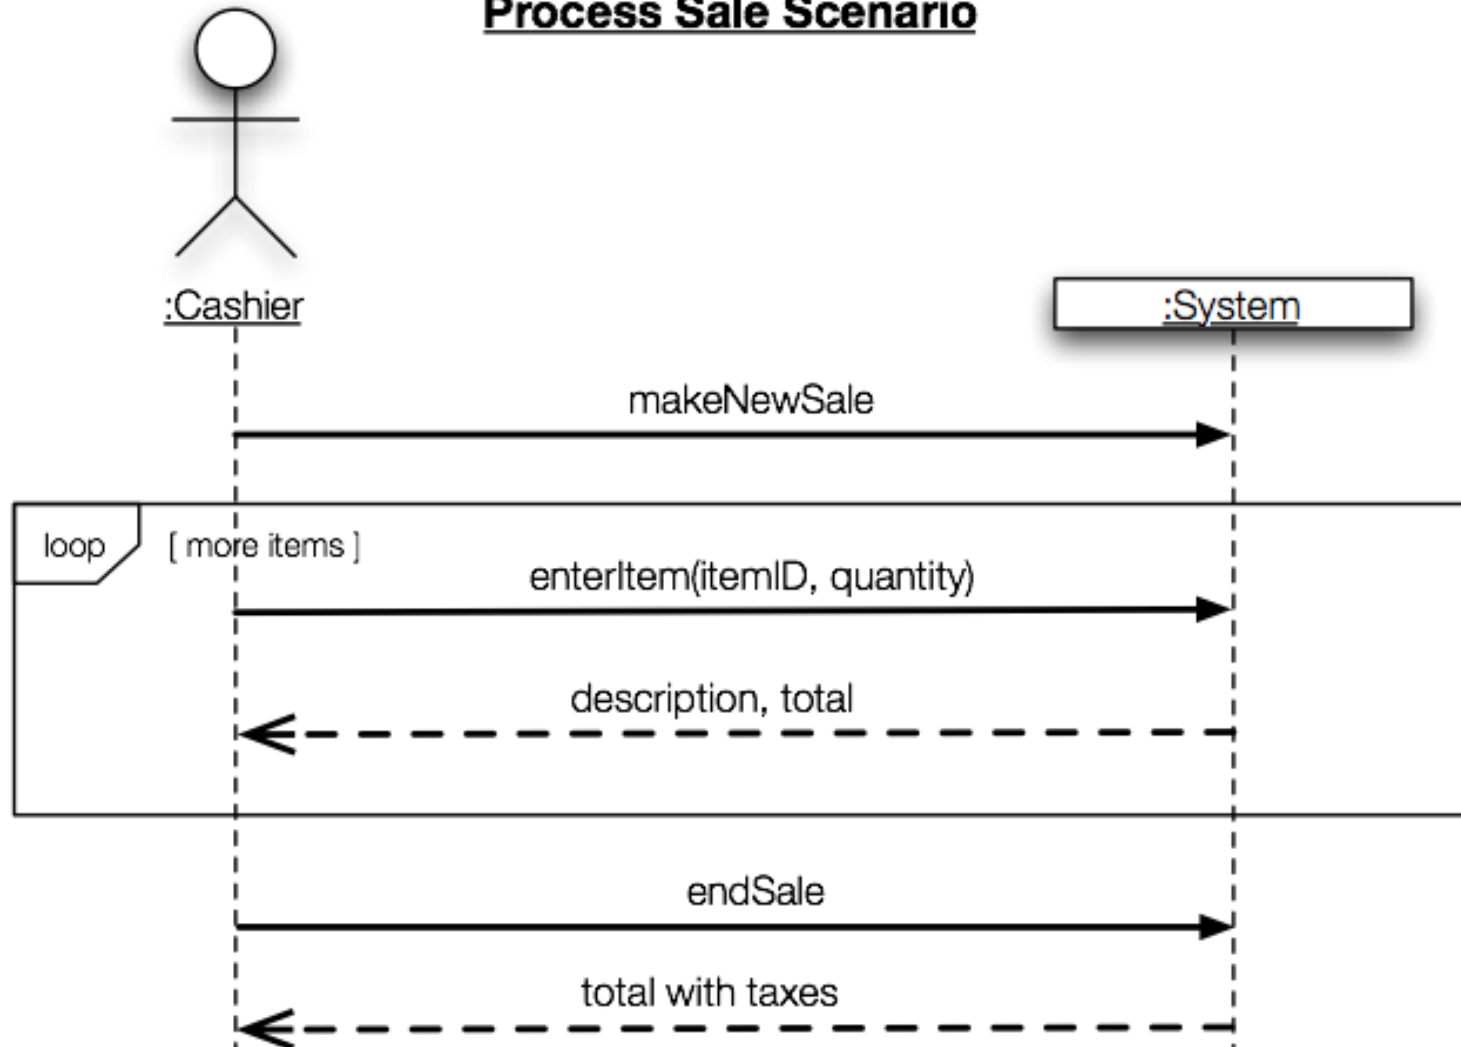 Process Sale Scenario
:Cashier
:System
makeNewSale
loop
[ more items ]
enterItem(itemID, quantity)
description, total
endSale
total with taxes